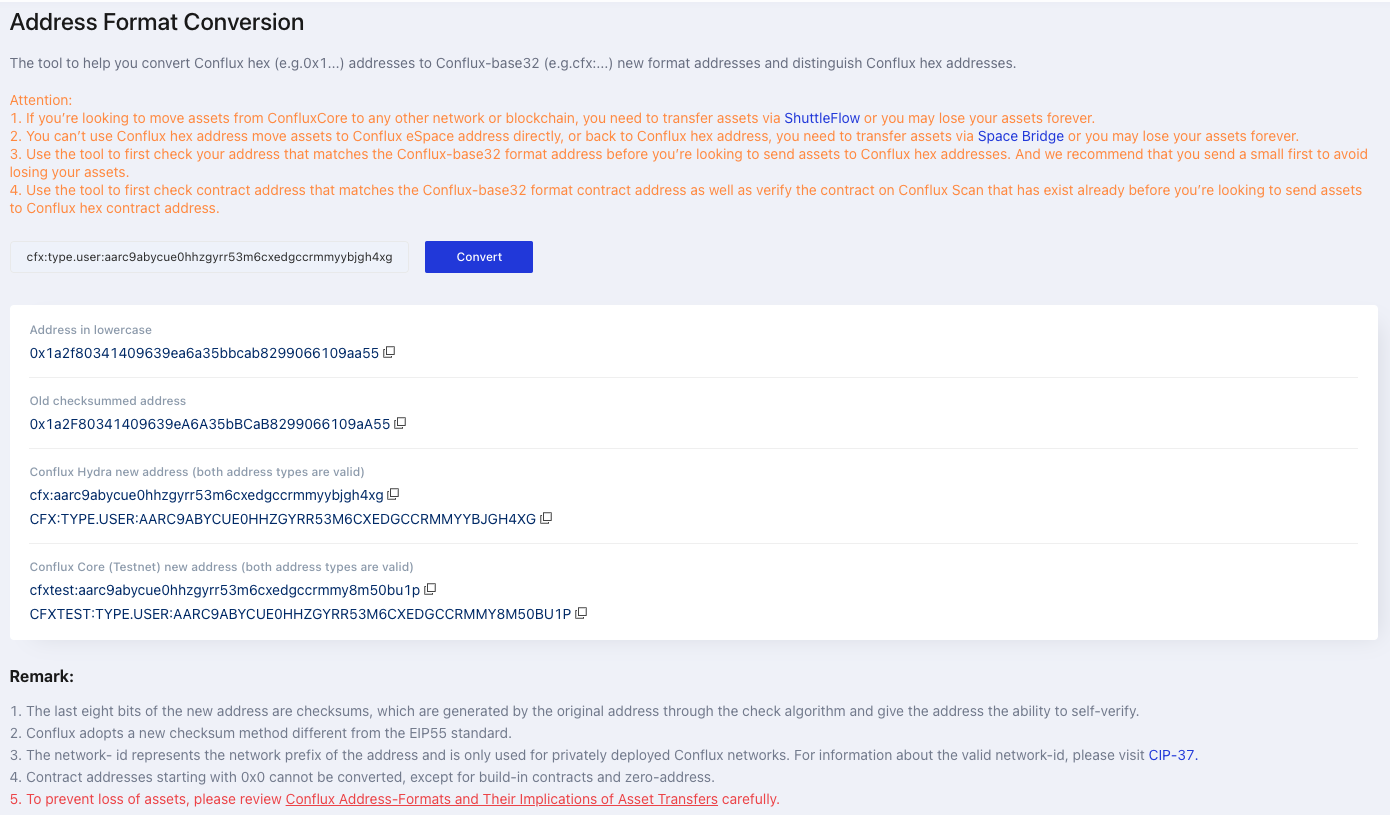 Address Format Conversion
The tool to help you convert Conflux hex (e.g.0x1...) addresses to Conflux-base32 (e.g.cfx:...) new format addresses and distinguish Conflux hex addresses.
Attention:
1. If you’re looking to move assets from ConfluxCore to any other network or blockchain, you need to transfer assets via ShuttleFlow or you may lose your assets forever.
2. You can’t use Conflux hex address move assets to Conflux eSpace address directly, or back to Conflux hex address, you need to transfer assets via Space Bridge or you may lose your assets forever.
3. Use the tool to first check your address that matches the Conflux-base32 format address before you’re looking to send assets to Conflux hex addresses. And we recommend that you send a small first to avoid
losing your assets.
4. Use the tool to first check contract address that matches the Conflux-base32 format contract address as well as verify the contract on Conflux Scan that has exist already before you’re looking to send assets
to Conflux hex contract address.
cfx:type.user:aarc9abycue0hhzgyrr53m6cxedgccrmmyybjgh4xg
Convert
Address in lowercase
0x1a2f80341409639ea6a35bbcab8299066109aa55
Old checksummed address
0x1a2F80341409639eA6A35bBCaB8299066109aA55
Conflux Hydra new address (both address types are valid)
cfx:aarc9abycue0hhzgyrr53m6cxedgccrmmyybjgh4xg
CFX:TYPE.USER:AARC9ABYCUE0HHZGYRR53M6CXEDGCCRMMYYBJGH4XG
Conflux Core (Testnet) new address (both address types are valid)
cfxtest:aarc9abycue0hhzgyrr53m6cxedgccrmmy8m50bu1p
CFXTEST:TYPE.USER:AARC9ABYCUE0HHZGYRR53M6CXEDGCCRMMY8M50BU1P
Remark:
1. The last eight bits of the new address are checksums, which are generated by the original address through the check algorithm and give the address the ability to self-verify.
2. Conflux adopts a new checksum method different from the EIP55 standard.
3. The network- id represents the network prefix of the address and is only used for privately deployed Conflux networks. For information about the valid network-id, please visit CIP-37.
4. Contract addresses starting with 0x0 cannot be converted, except for build-in contracts and zero-address.
5. To prevent loss of assets, please review Conflux Address-Formats and Their Implications of Asset Transfers carefully.